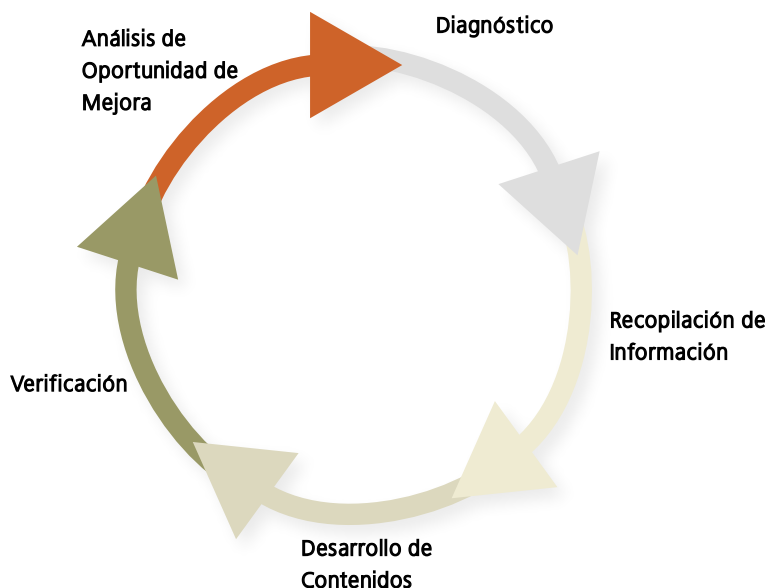 Diagnóstico
Análisis de
Oportunidad de
Mejora
Recopilación de
Información
Verificación
Desarrollo de
Contenidos